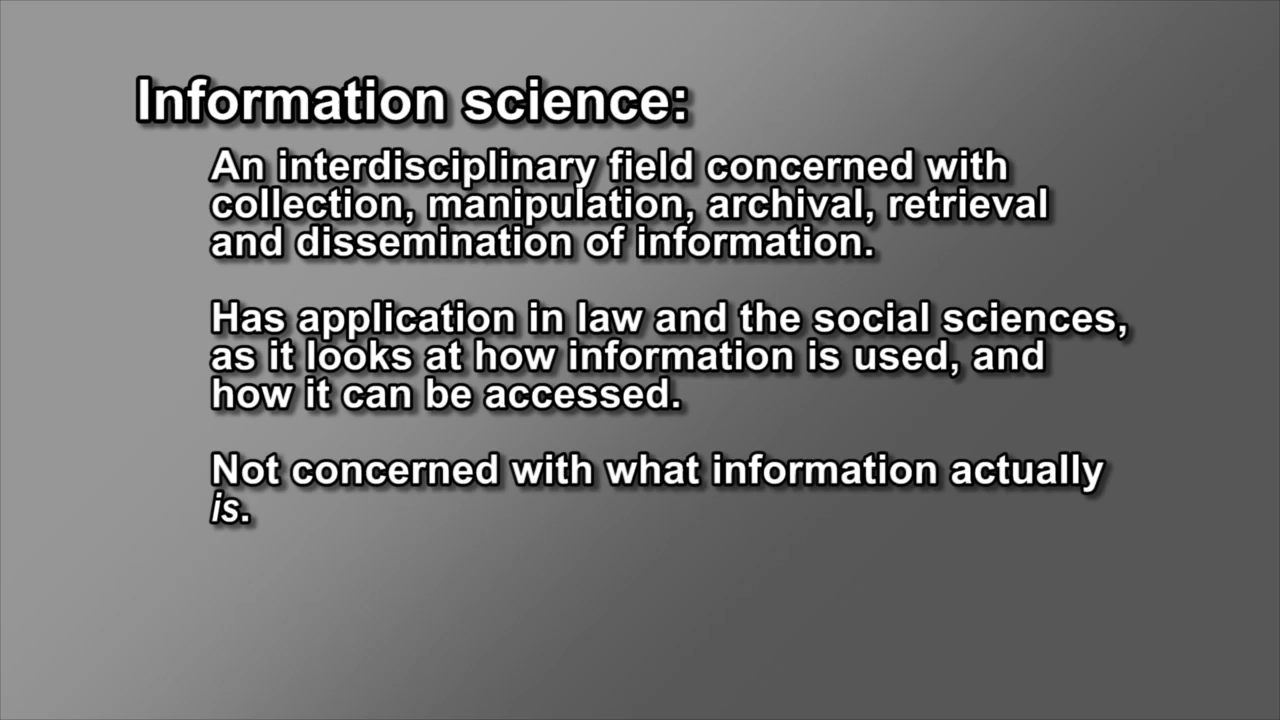 Information science:
An interdisciplinary field concerned with
collection, manipulation, archival, retrieval
and dissemination of information.
Has application in law and the social sciences,
as it looks at how information is used, and
how it can be accessed.
Not concerned with what information actually
is.